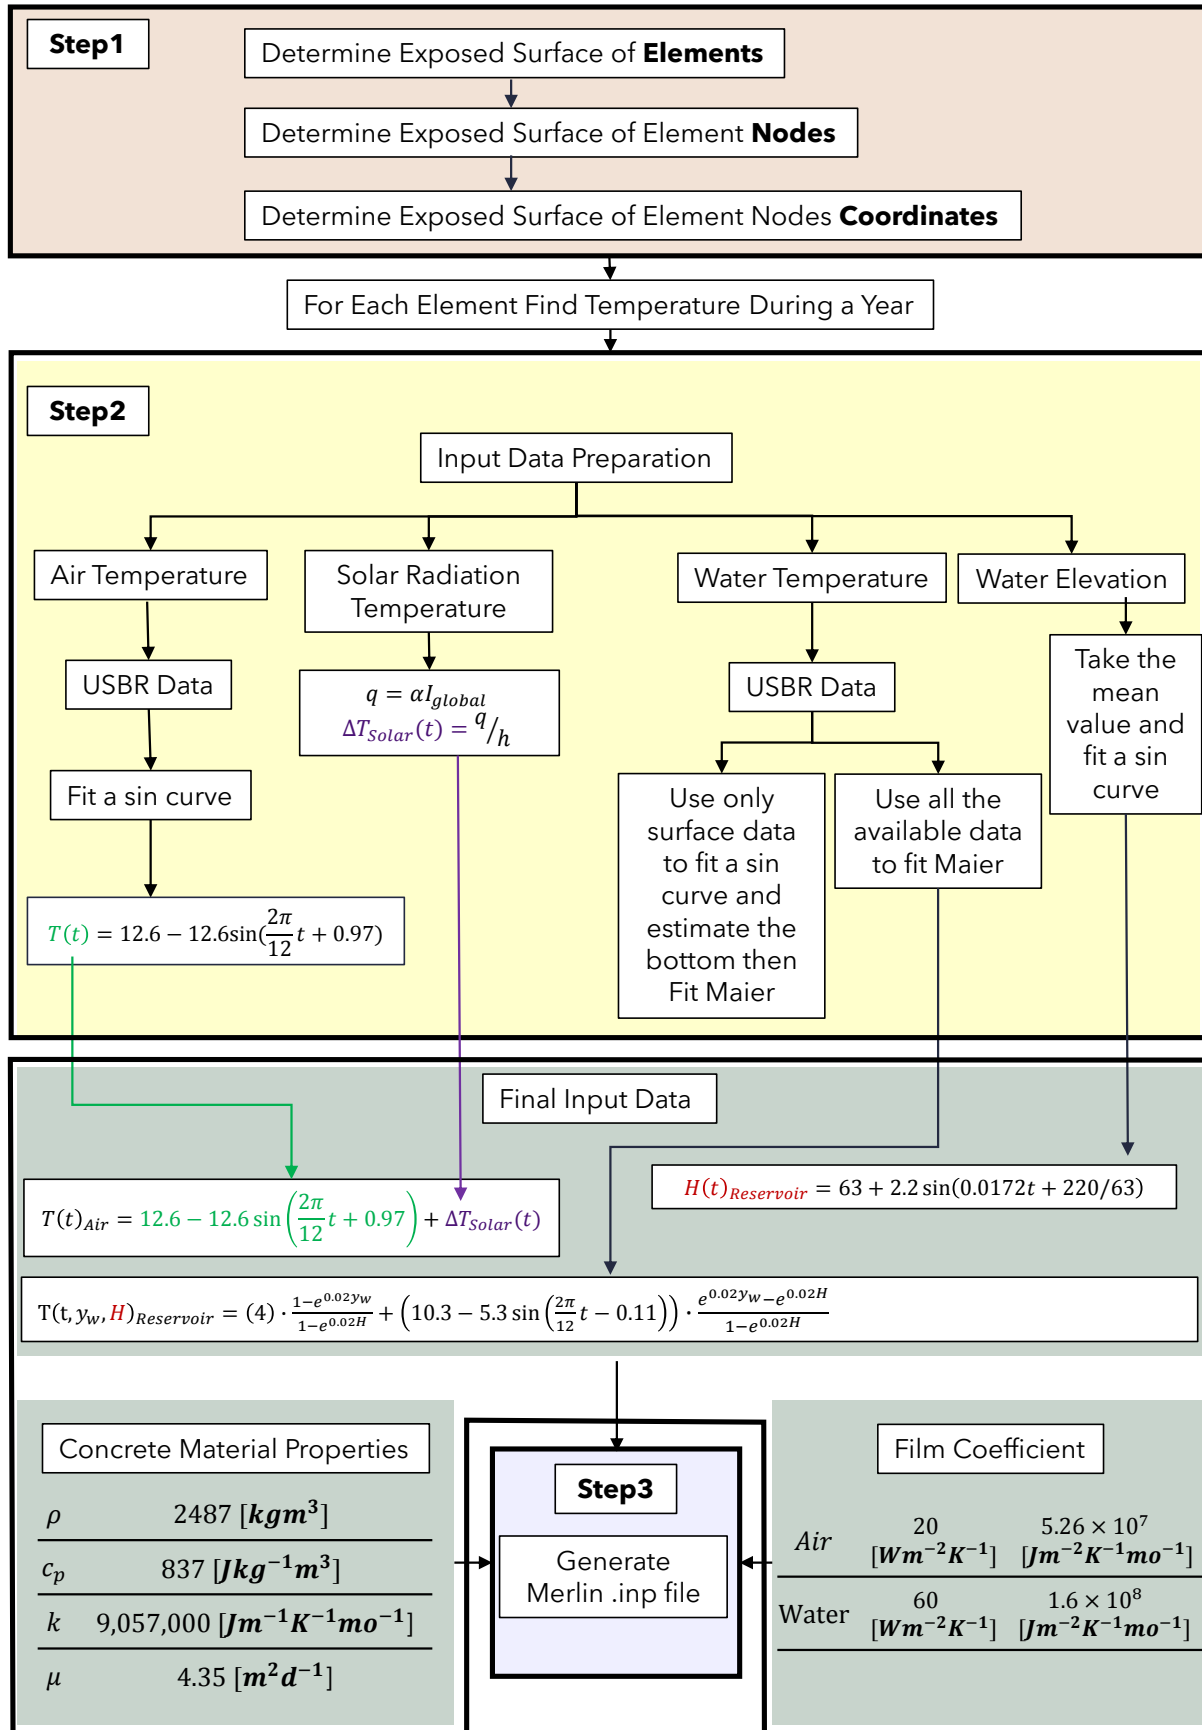 Step1
Determine Exposed Surface of Elements
Determine Exposed Surface of Element Nodes
Determine Exposed Surface of Element Nodes Coordinates
For Each Element Find Temperature During a Year
Step2
Input Data Preparation
Air Temperature
USBR Data
Fit a sin curve
T(t) = 12.6 − 12.6sin(2π/12 t + 0.97)
Solar Radiation
Temperature
q = αI_global
ΔT_Solar(t) = q/h
Water Temperature
USBR Data
Use only
surface data
to fit a sin
curve and
estimate the
bottom then
Fit Maier
Use all the
available data
to fit Maier
Water Elevation
Take the
mean
value and
fit a sin
curve
Final Input Data
H(t)_Reservoir = 63 + 2.2 sin(0.0172t + 220/63)
T(t)_Air = 12.6 − 12.6 sin(2π/12 t + 0.97) + ΔT_Solar(t)
T(t, y_w, H)_Reservoir = (4) · (1−e^{0.02y_w})/(1−e^{0.02H}) + (10.3 − 5.3 sin(2π/12 t − 0.11)) · (e^{0.02y_w}−e^{0.02H})/(1−e^{0.02H})
Concrete Material Properties
ρ 2487 [kgm³]
c_p 837 [Jkg⁻¹m³]
k 9,057,000 [Jm⁻¹K⁻¹mo⁻¹]
μ 4.35 [m²d⁻¹]
Step3
Generate
Merlin .inp file
Film Coefficient
Air 20 [Wm⁻²K⁻¹] 5.26 × 10⁷ [Jm⁻²K⁻¹mo⁻¹]
Water 60 [Wm⁻²K⁻¹] 1.6 × 10⁸ [Jm⁻²K⁻¹mo⁻¹]